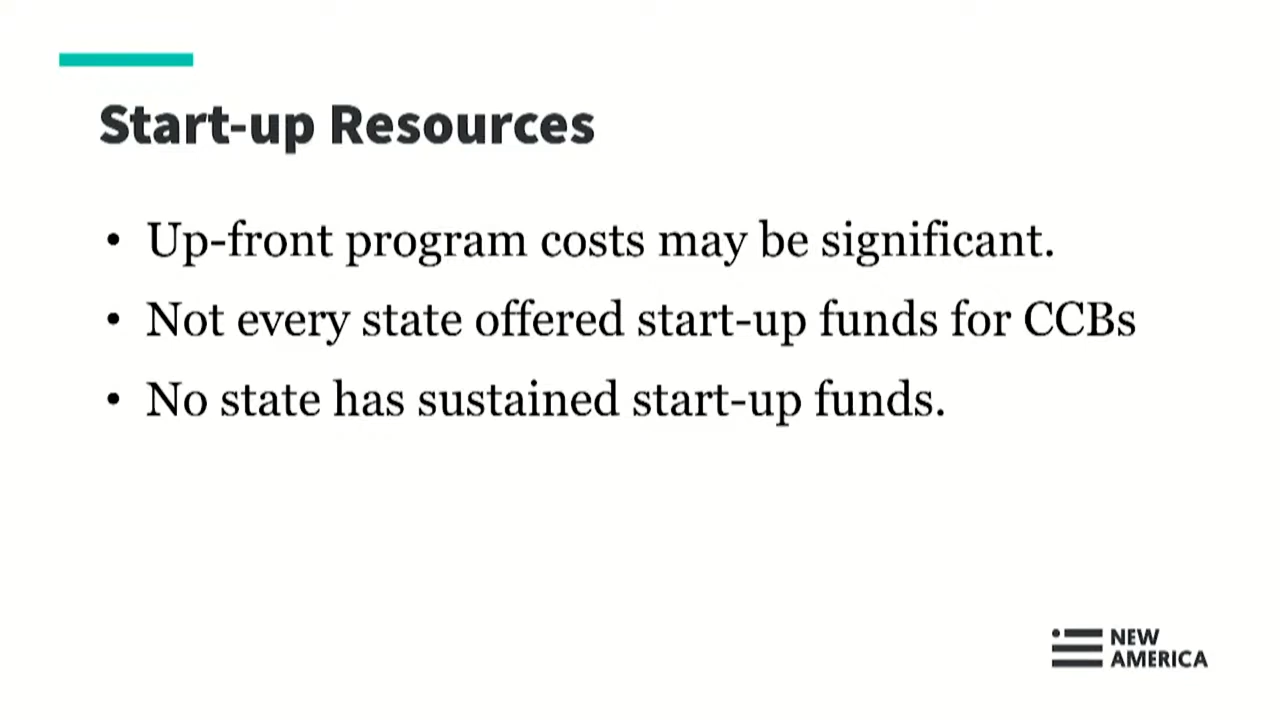 Start-up Resources
• Up-front program costs may be significant.
• Not every state offered start-up funds for CCBs
• No state has sustained start-up funds.
NEW
AMERICA